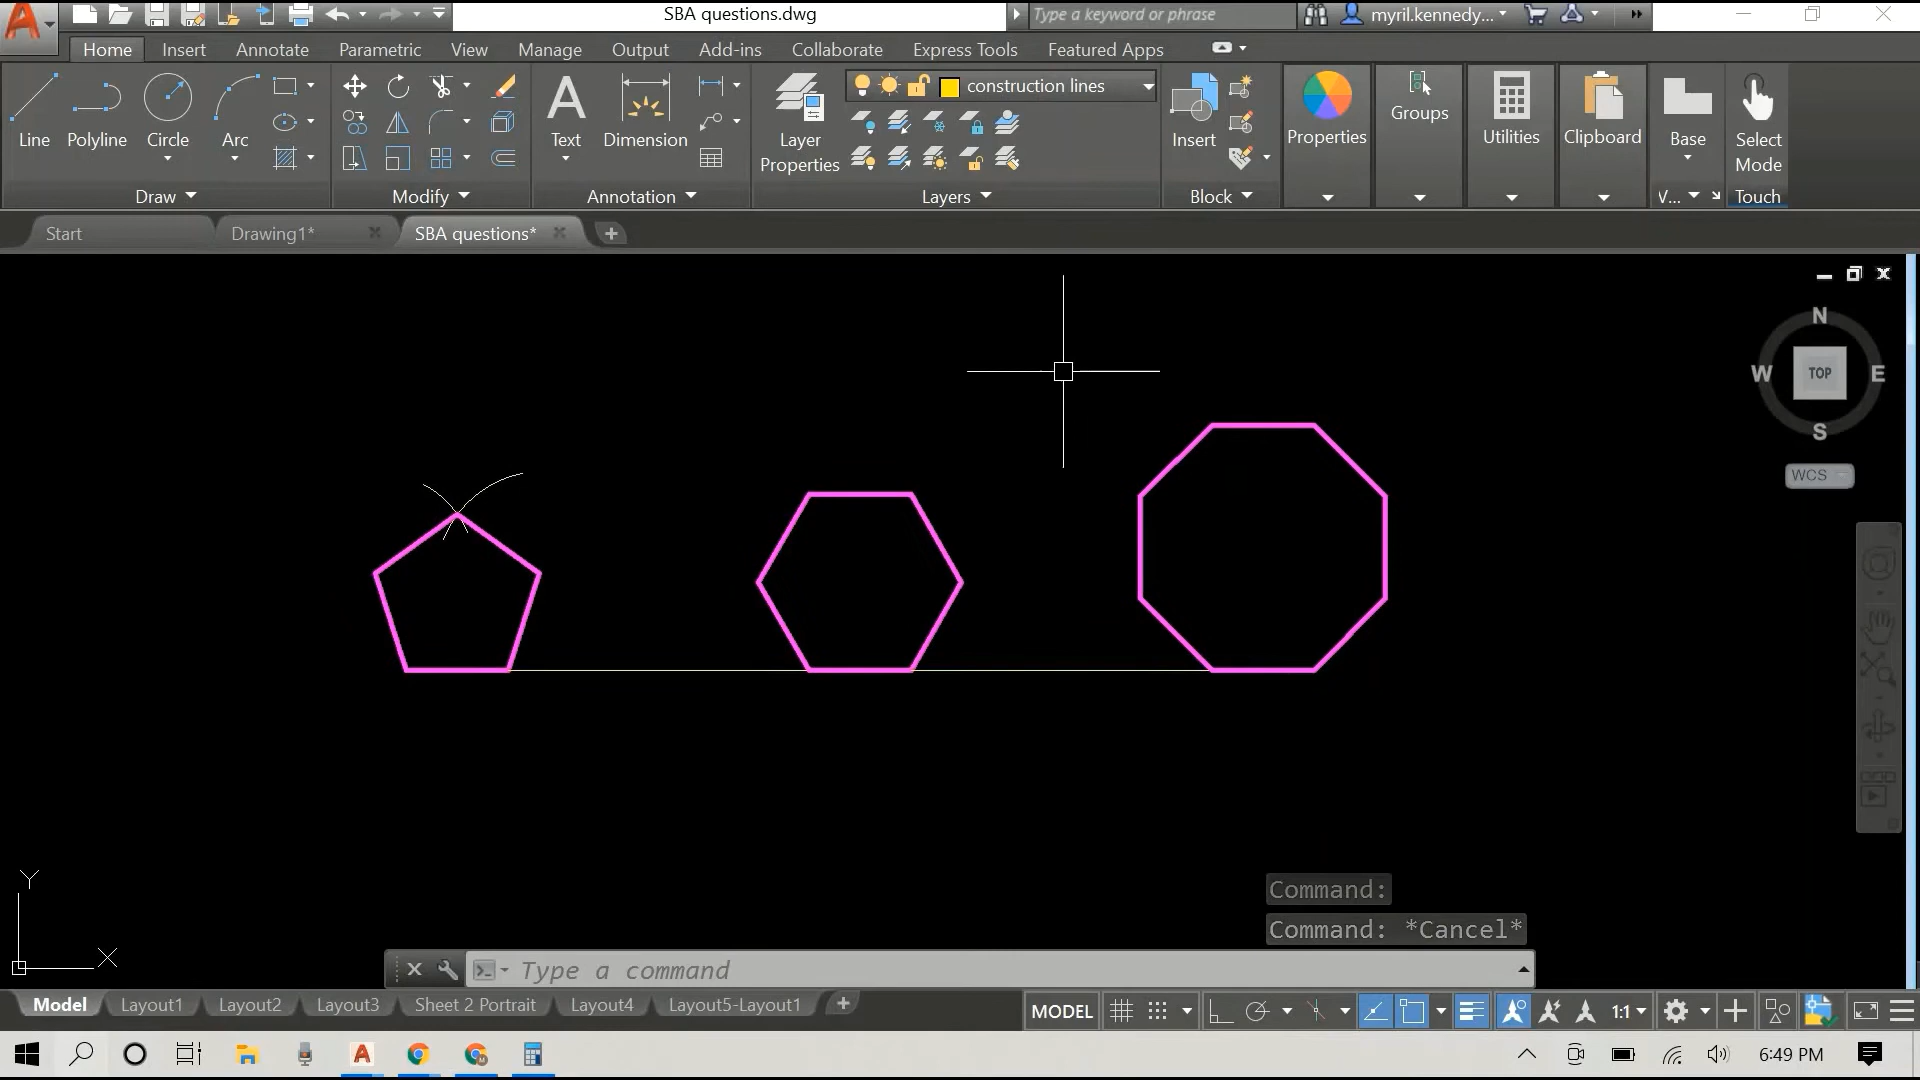 SBA questions.dwg
Type a keyword or phrase
myril.kennedy...
Home Insert Annotate Parametric View Manage Output Add-ins Collaborate Express Tools Featured Apps
construction lines
Line Polyline Circle Arc
Text Dimension
Layer Properties
Insert
Properties
Groups
Utilities
Clipboard
Base
Select Mode
Draw
Modify
Annotation
Layers
Block
V...
Touch
Start
Drawing1*
SBA questions*
N
W TOP E
S
WCS
Y
X
Command:
Command: *Cancel*
Type a command
Model Layout1 Layout2 Layout3 Sheet 2 Portrait Layout4 Layout5-Layout1
MODEL
1:1
6:49 PM